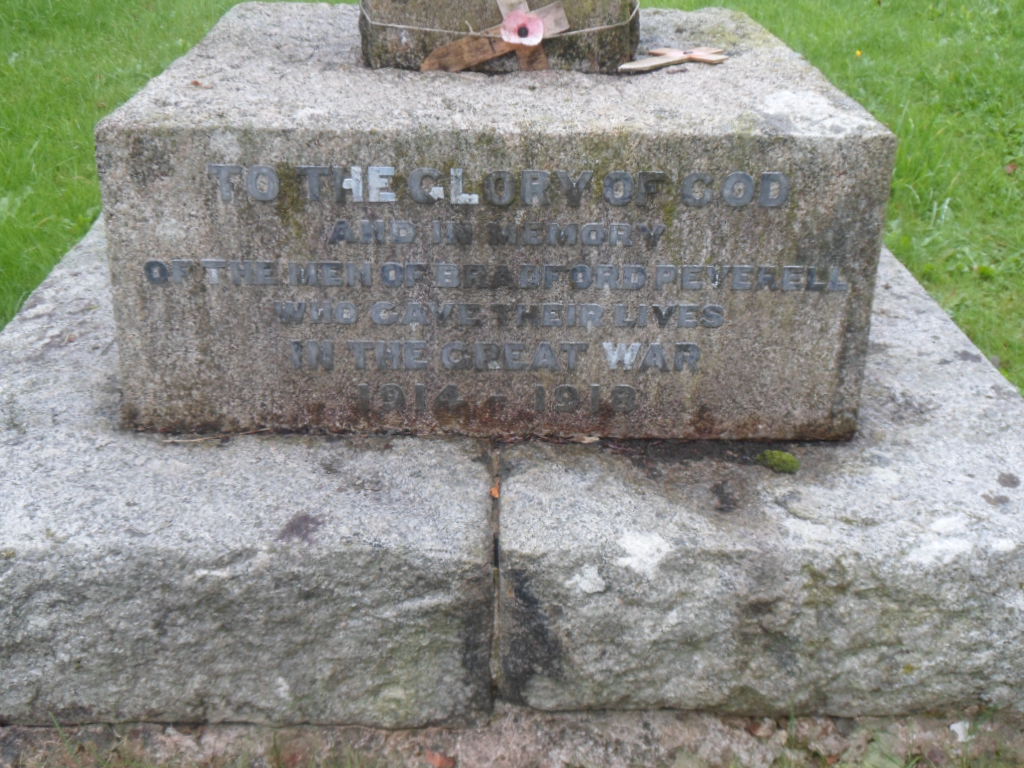 TO THE GLORY OF GOD
AND IN MEMORY
OF THE MEN OF BRADFORD PEVERELL
WHO GAVE THEIR LIVES
IN THE GREAT WAR
1914 - 1918